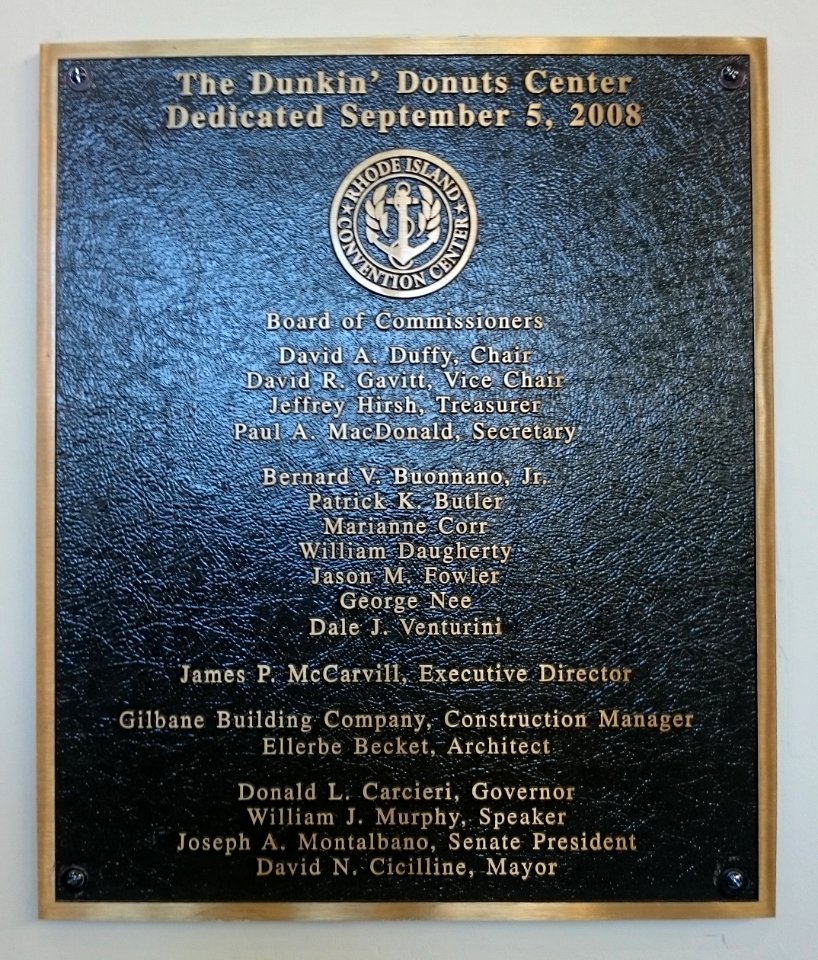 The Dunkin' Donuts Center
Dedicated September 5, 2008
RHODE ISLAND
CONVENTION CENTER
Board of Commissioners
David A. Duffy, Chair
David R. Gavitt, Vice Chair
Jeffrey Hirsh, Treasurer
Paul A. MacDonald, Secretary
Bernard V. Buonnano, Jr.
Patrick K. Butler
Marianne Corr
William Daugherty
Jason M. Fowler
George Nee
Dale J. Venturini
James P. McCarvill, Executive Director
Gilbane Building Company, Construction Manager
Ellerbe Becket, Architect
Donald L. Carcieri, Governor
William J. Murphy, Speaker
Joseph A. Montalbano, Senate President
David N. Cicilline, Mayor